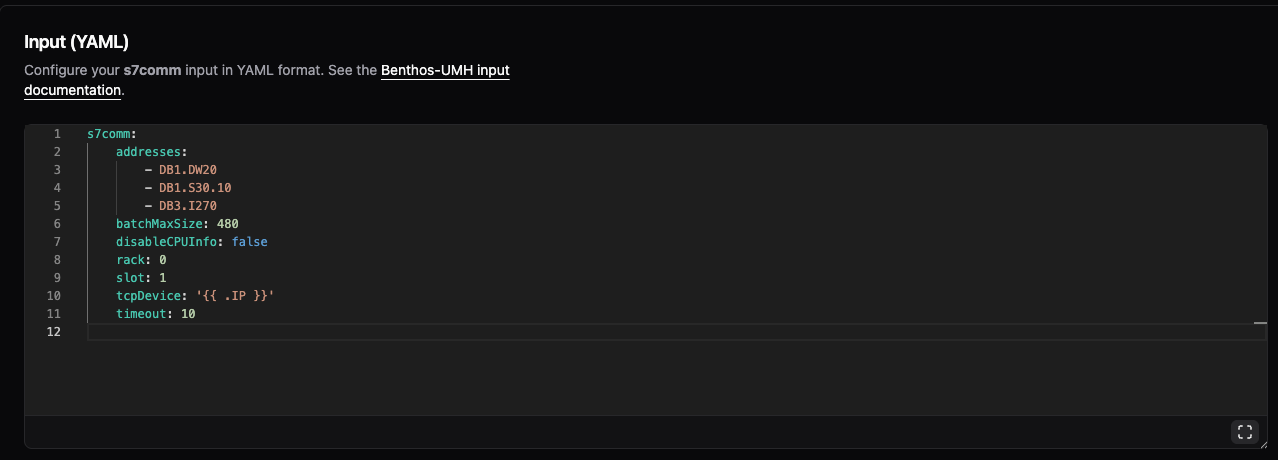 Input (YAML)
Configure your s7comm input in YAML format. See the Benthos-UMH input
documentation.
1 s7comm:
2     addresses:
3         - DB1.DW20
4         - DB1.S30.10
5         - DB3.I270
6     batchMaxSize: 480
7     disableCPUInfo: false
8     rack: 0
9     slot: 1
10     tcpDevice: '{{ .IP }}'
11     timeout: 10
12